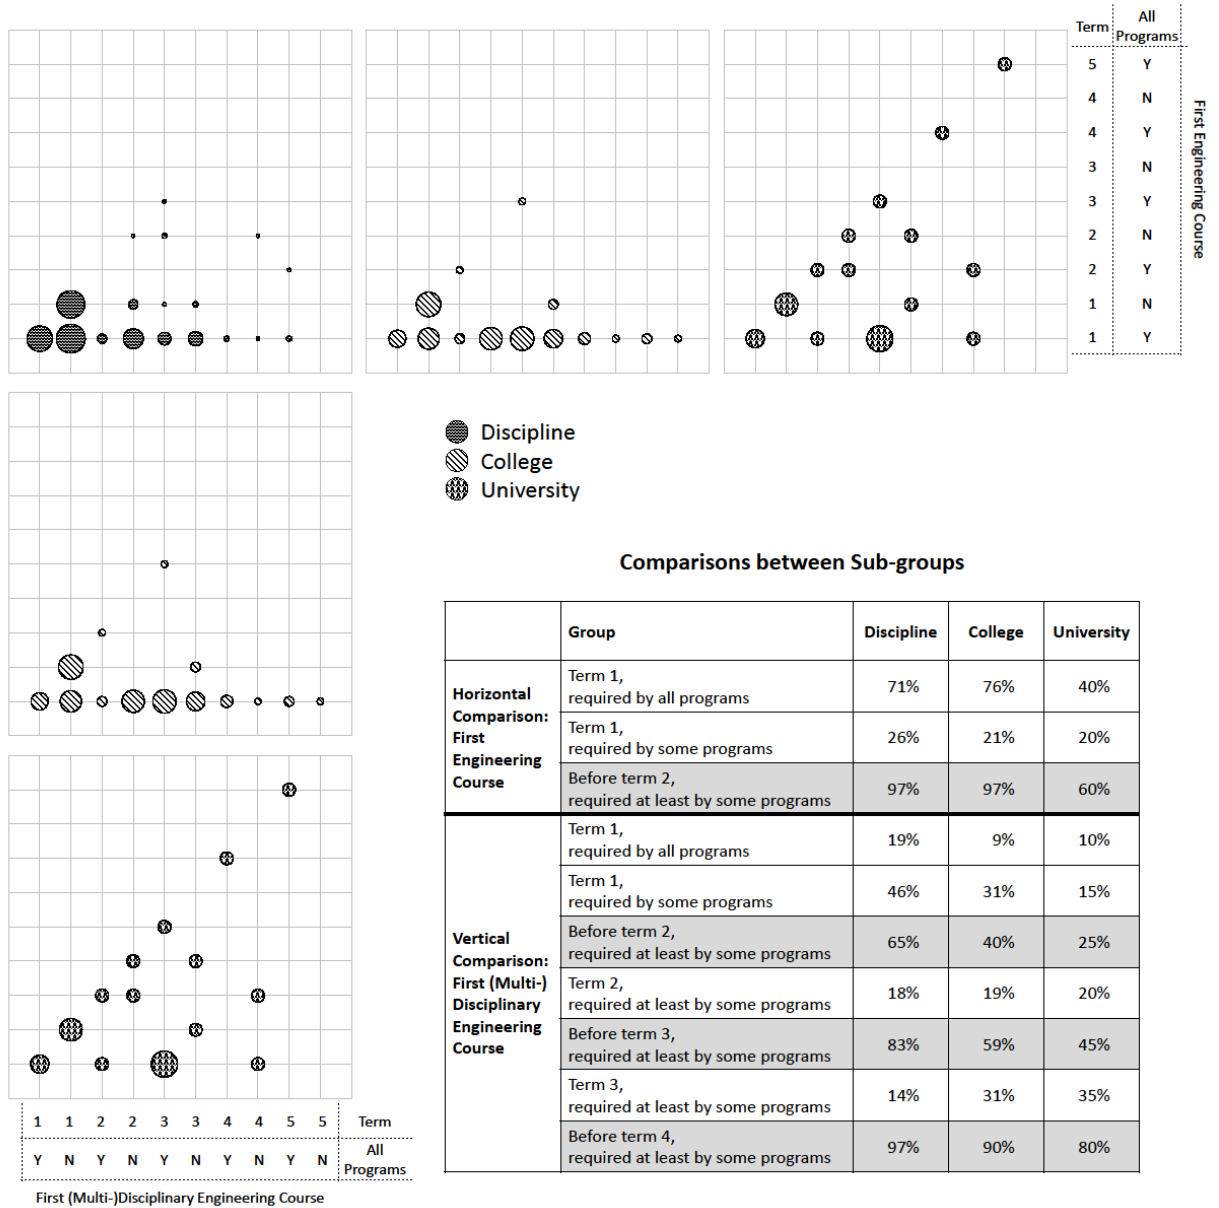 Term All
Programs
5 Y
4 N
4 Y
3 N
3 Y
2 N
2 Y
1 N
1 Y
First Engineering Course
Discipline
College
University
Comparisons between Sub-groups
Group Discipline College University
Horizontal
Comparison:
First
Engineering
Course
Term 1,
required by all programs 71% 76% 40%
Term 1,
required by some programs 26% 21% 20%
Before term 2,
required at least by some programs 97% 97% 60%
Vertical
Comparison:
First (Multi-)
Disciplinary
Engineering
Course
Term 1,
required by all programs 19% 9% 10%
Term 1,
required by some programs 46% 31% 15%
Before term 2,
required at least by some programs 65% 40% 25%
Term 2,
required at least by some programs 18% 19% 20%
Before term 3,
required at least by some programs 83% 59% 45%
Term 3,
required at least by some programs 14% 31% 35%
Before term 4,
required at least by some programs 97% 90% 80%
1 1 2 2 3 3 4 4 5 5 Term
Y N Y N Y N Y N Y N All
Programs
First (Multi-)Disciplinary Engineering Course